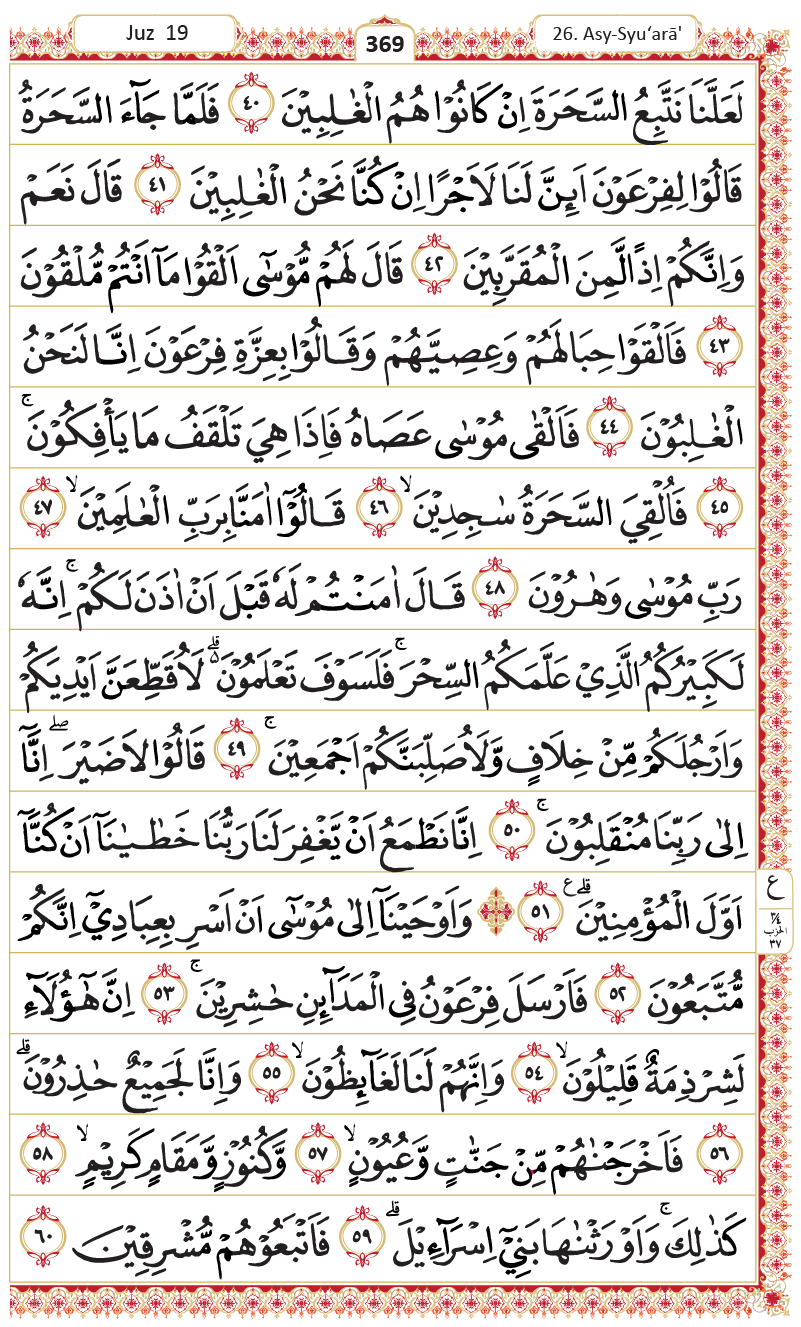 Juz 19
369
26. Asy-Syu‘arā'
لَعَلَّنَا نَتَّبِعُ السَّحَرَةَ اِنْ كَانُوْا هُمُ الْغٰلِبِيْنَ ٤٠ فَلَمَّا جَاۤءَ السَّحَرَةُ
قَالُوْا لِفِرْعَوْنَ اَىِٕنَّ لَنَا لَاَجْرًا اِنْ كُنَّا نَحْنُ الْغٰلِبِيْنَ ٤١ قَالَ نَعَمْ
وَاِنَّكُمْ اِذًا لَّمِنَ الْمُقَرَّبِيْنَ ٤٢ قَالَ لَهُمْ مُّوْسٰٓى اَلْقُوْا مَآ اَنْتُمْ مُّلْقُوْنَ
٤٣ فَاَلْقَوْا حِبَالَهُمْ وَعِصِيَّهُمْ وَقَالُوْا بِعِزَّةِ فِرْعَوْنَ اِنَّا لَنَحْنُ
الْغٰلِبُوْنَ ٤٤ فَاَلْقٰى مُوْسٰى عَصَاهُ فَاِذَا هِيَ تَلْقَفُ مَا يَأْفِكُوْنَ ۚ
٤٥ فَاُلْقِيَ السَّحَرَةُ سٰجِدِيْنَ ۙ ٤٦ قَالُوْٓا اٰمَنَّا بِرَبِّ الْعٰلَمِيْنَ ۙ ٤٧
رَبِّ مُوْسٰى وَهٰرُوْنَ ٤٨ قَالَ اٰمَنْتُمْ لَهٗ قَبْلَ اَنْ اٰذَنَ لَكُمْ ۚ اِنَّهٗ
لَكَبِيْرُكُمُ الَّذِيْ عَلَّمَكُمُ السِّحْرَ ۚ فَلَسَوْفَ تَعْلَمُوْنَ ەۗ لَاُقَطِّعَنَّ اَيْدِيَكُمْ
وَاَرْجُلَكُمْ مِّنْ خِلَافٍ وَّلَاُصَلِّبَنَّكُمْ اَجْمَعِيْنَ ۚ ٤٩ قَالُوْا لَا ضَيْرَ ۖ اِنَّآ
اِلٰى رَبِّنَا مُنْقَلِبُوْنَ ۚ ٥٠ اِنَّا نَطْمَعُ اَنْ يَّغْفِرَ لَنَا رَبُّنَا خَطٰيٰنَآ اَنْ كُنَّآ
اَوَّلَ الْمُؤْمِنِيْنَ ۗ ࣖ ٥١ ۞ وَاَوْحَيْنَآ اِلٰى مُوْسٰٓى اَنْ اَسْرِ بِعِبَادِيْٓ اِنَّكُمْ
ع
٣/٤
الحزب
٣٧
مُّتَّبَعُوْنَ ٥٢ فَاَرْسَلَ فِرْعَوْنُ فِى الْمَدَاۤىِٕنِ حٰشِرِيْنَ ۚ ٥٣ اِنَّ هٰٓؤُلَاۤءِ
لَشِرْذِمَةٌ قَلِيْلُوْنَ ۙ ٥٤ وَاِنَّهُمْ لَنَا لَغَاۤىِٕظُوْنَ ۙ ٥٥ وَاِنَّا لَجَمِيْعٌ حٰذِرُوْنَ ۗ
٥٦ فَاَخْرَجْنٰهُمْ مِّنْ جَنّٰتٍ وَّعُيُوْنٍ ۙ ٥٧ وَّكُنُوْزٍ وَّمَقَامٍ كَرِيْمٍ ۙ ٥٨
كَذٰلِكَ ۚ وَاَوْرَثْنٰهَا بَنِيْٓ اِسْرَاۤءِيْلَ ۗ ٥٩ فَاَتْبَعُوْهُمْ مُّشْرِقِيْنَ ٦٠